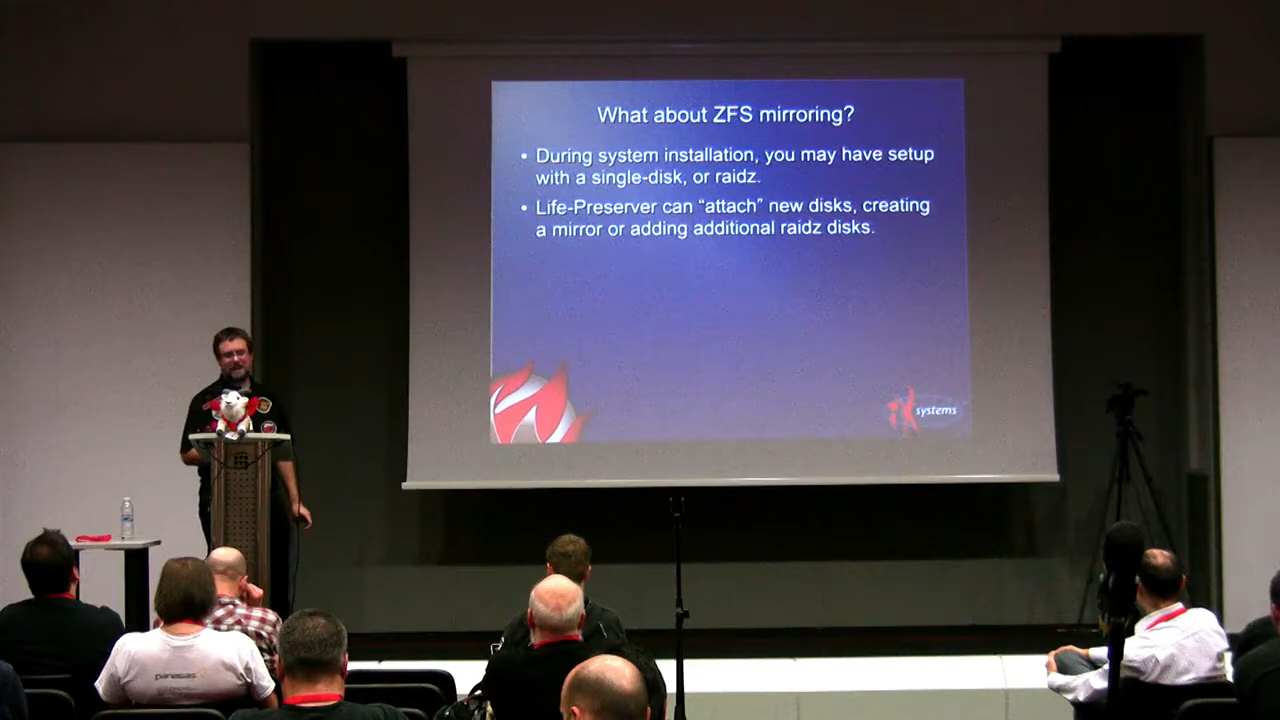 What about ZFS mirroring?
• During system installation, you may have setup
with a single-disk, or raidz.
• Life-Preserver can “attach” new disks, creating
a mirror or adding additional raidz disks.
iX systems
panasas